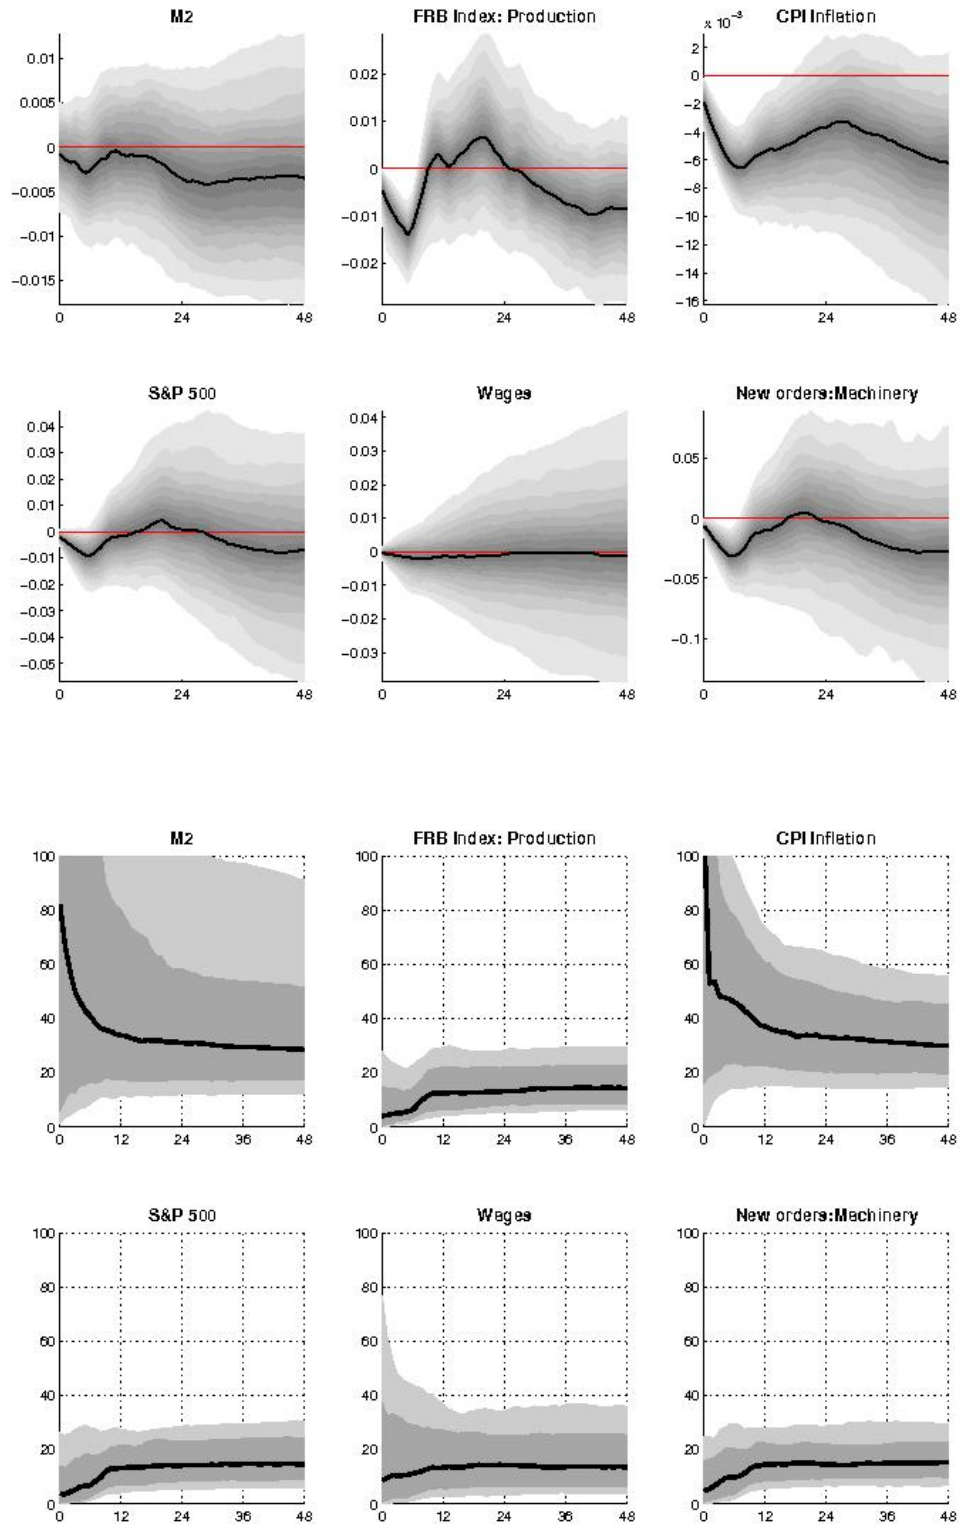 M2 FRB Index: Production CPI Inflation
x 10⁻³
0.01 0.02 2
0.005 0.01 0
0 0 −2
−0.005 −0.01 −4
−0.01 −0.02 −6
−0.015 −8
−10
−12
−14
−16
0 24 48 0 24 48 0 24 48
S&P 500 Wages New orders:Machinery
0.04 0.04 0.05
0.03 0.03 0
0.02 0.02 −0.05
0.01 0.01 −0.1
0 0
−0.01 −0.01
−0.02 −0.02
−0.03 −0.03
−0.04
−0.05
0 24 48 0 24 48 0 24 48
M2 FRB Index: Production CPI Inflation
100 100 100
80 80 80
60 60 60
40 40 40
20 20 20
0 0 0
0 12 24 36 48 0 12 24 36 48 0 12 24 36 48
S&P 500 Wages New orders:Machinery
100 100 100
80 80 80
60 60 60
40 40 40
20 20 20
0 0 0
0 12 24 36 48 0 12 24 36 48 0 12 24 36 48